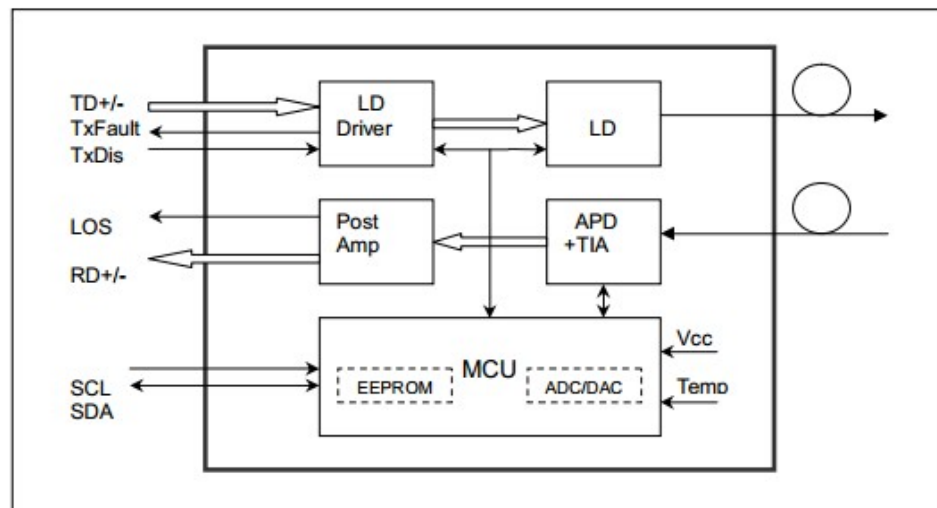 TD+/-
TxFault
TxDis
LD
Driver
LD
LOS
RD+/-
Post
Amp
APD
+TIA
SCL
SDA
MCU
EEPROM
ADC/DAC
Vcc
Temp